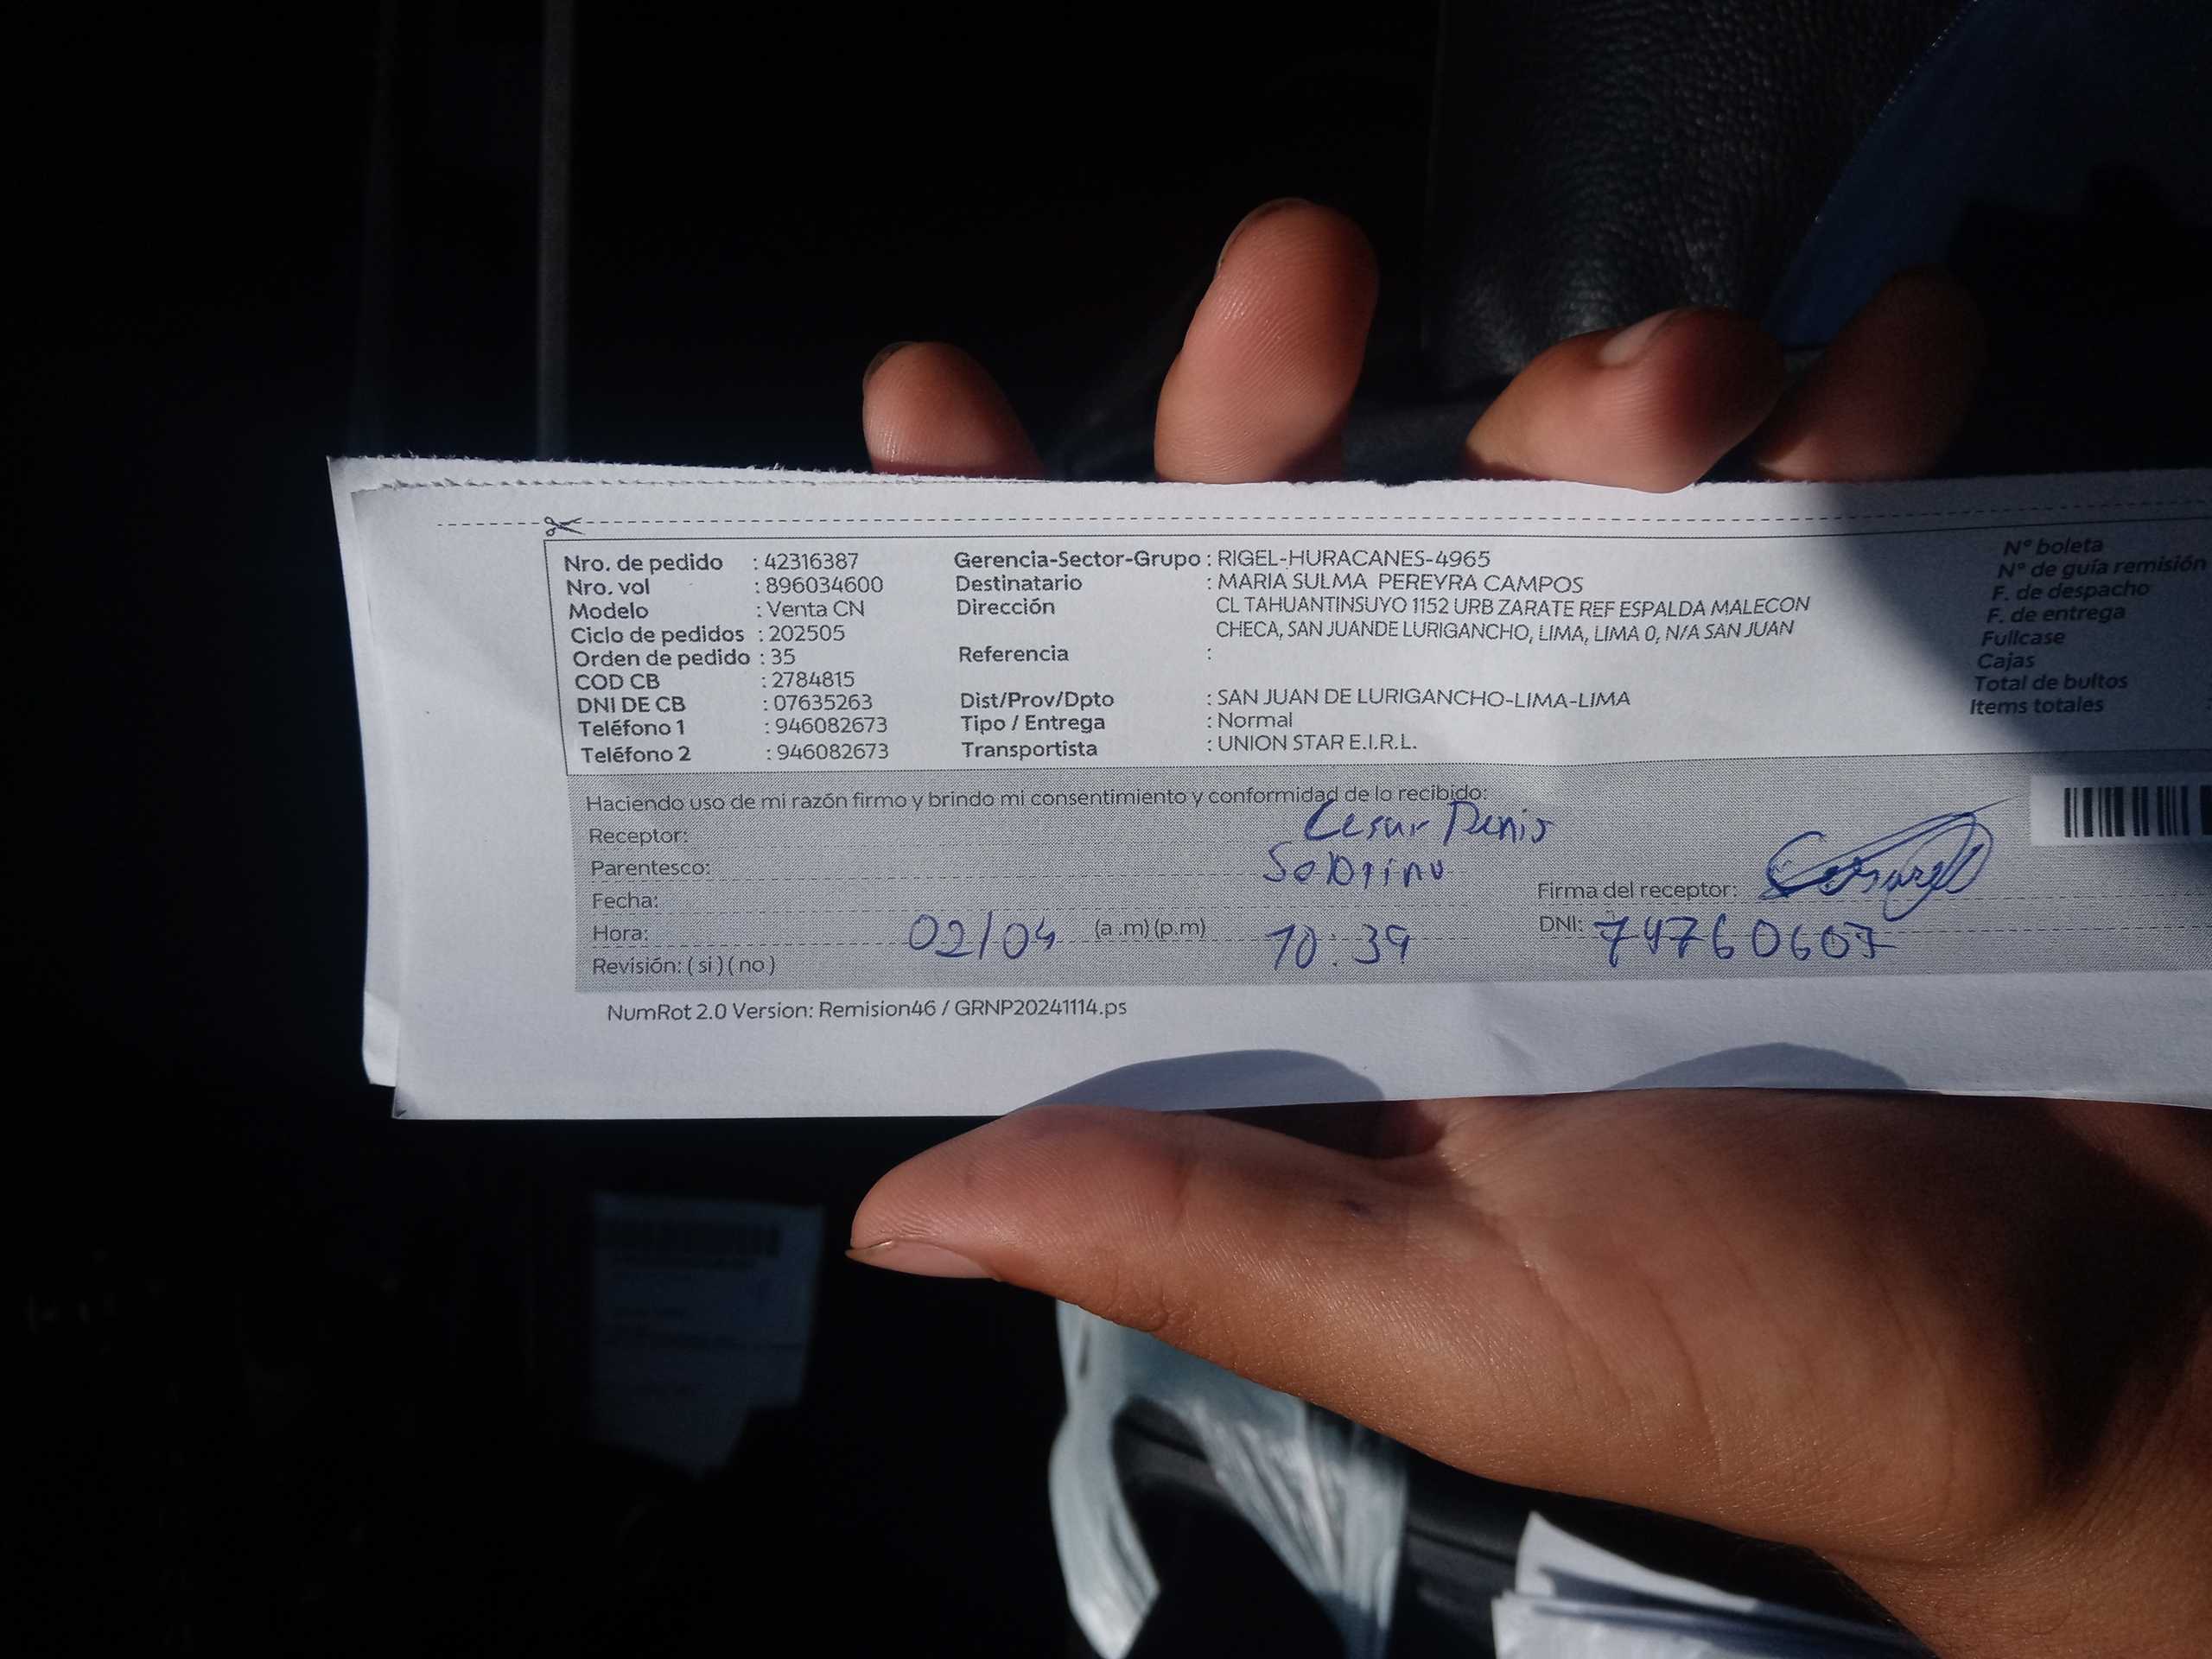 Nro. de pedido : 42316387 Gerencia-Sector-Grupo : RIGEL-HURACANES-4965 N° boleta
Nro. vol : 896034600 Destinatario : MARIA SULMA PEREYRA CAMPOS N° de guía remisión
Modelo : Venta CN Dirección CL TAHUANTINSUYO 1152 URB ZARATE REF ESPALDA MALECON F. de despacho
Ciclo de pedidos : 202505 CHECA, SAN JUANDE LURIGANCHO, LIMA, LIMA 0, N/A SAN JUAN F. de entrega
Orden de pedido : 35 Referencia : Fullcase
COD CB : 2784815 Cajas
DNI DE CB : 07635263 Dist/Prov/Dpto : SAN JUAN DE LURIGANCHO-LIMA-LIMA Total de bultos
Teléfono 1 : 946082673 Tipo / Entrega : Normal Items totales
Teléfono 2 : 946082673 Transportista : UNION STAR E.I.R.L.
Haciendo uso de mi razón firmo y brindo mi consentimiento y conformidad de lo recibido:
Receptor: Cesar Denis
Parentesco: Sobrino
Fecha: Firma del receptor:
Hora: 02/04 (a .m) (p.m) 10:39 DNI: 74760607
Revisión: ( si ) ( no )
NumRot 2.0 Version: Remision46 / GRNP20241114.ps